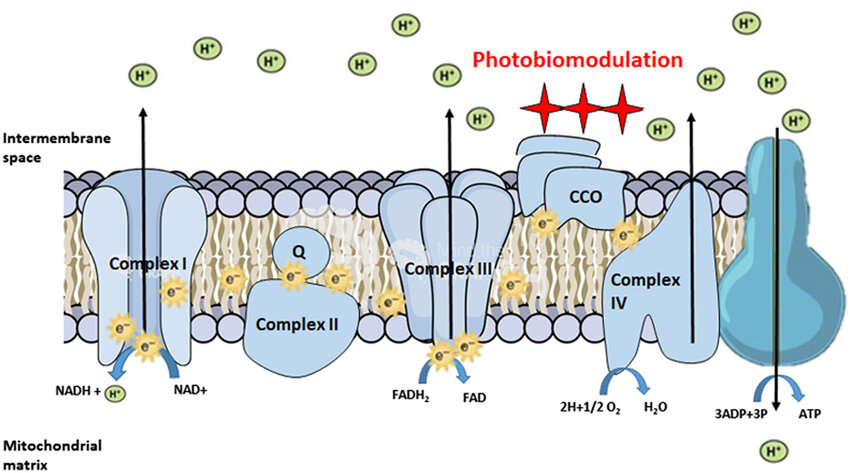 H⁺
H⁺
H⁺
H⁺
H⁺
H⁺
H⁺
H⁺
H⁺
H⁺
H⁺
H⁺
H⁺
Photobiomodulation
Intermembrane
space
CCO
Q
Complex I
Complex II
Complex III
Complex
IV
e⁻
e⁻
e⁻
e⁻
e⁻
e⁻
e⁻
e⁻
e⁻
e⁻
e⁻
e⁻
e⁻
NADH + H⁺
NAD+
FADH₂
FAD
2H+1/2 O₂
H₂O
3ADP+3P
ATP
Mitochondrial
matrix
H⁺